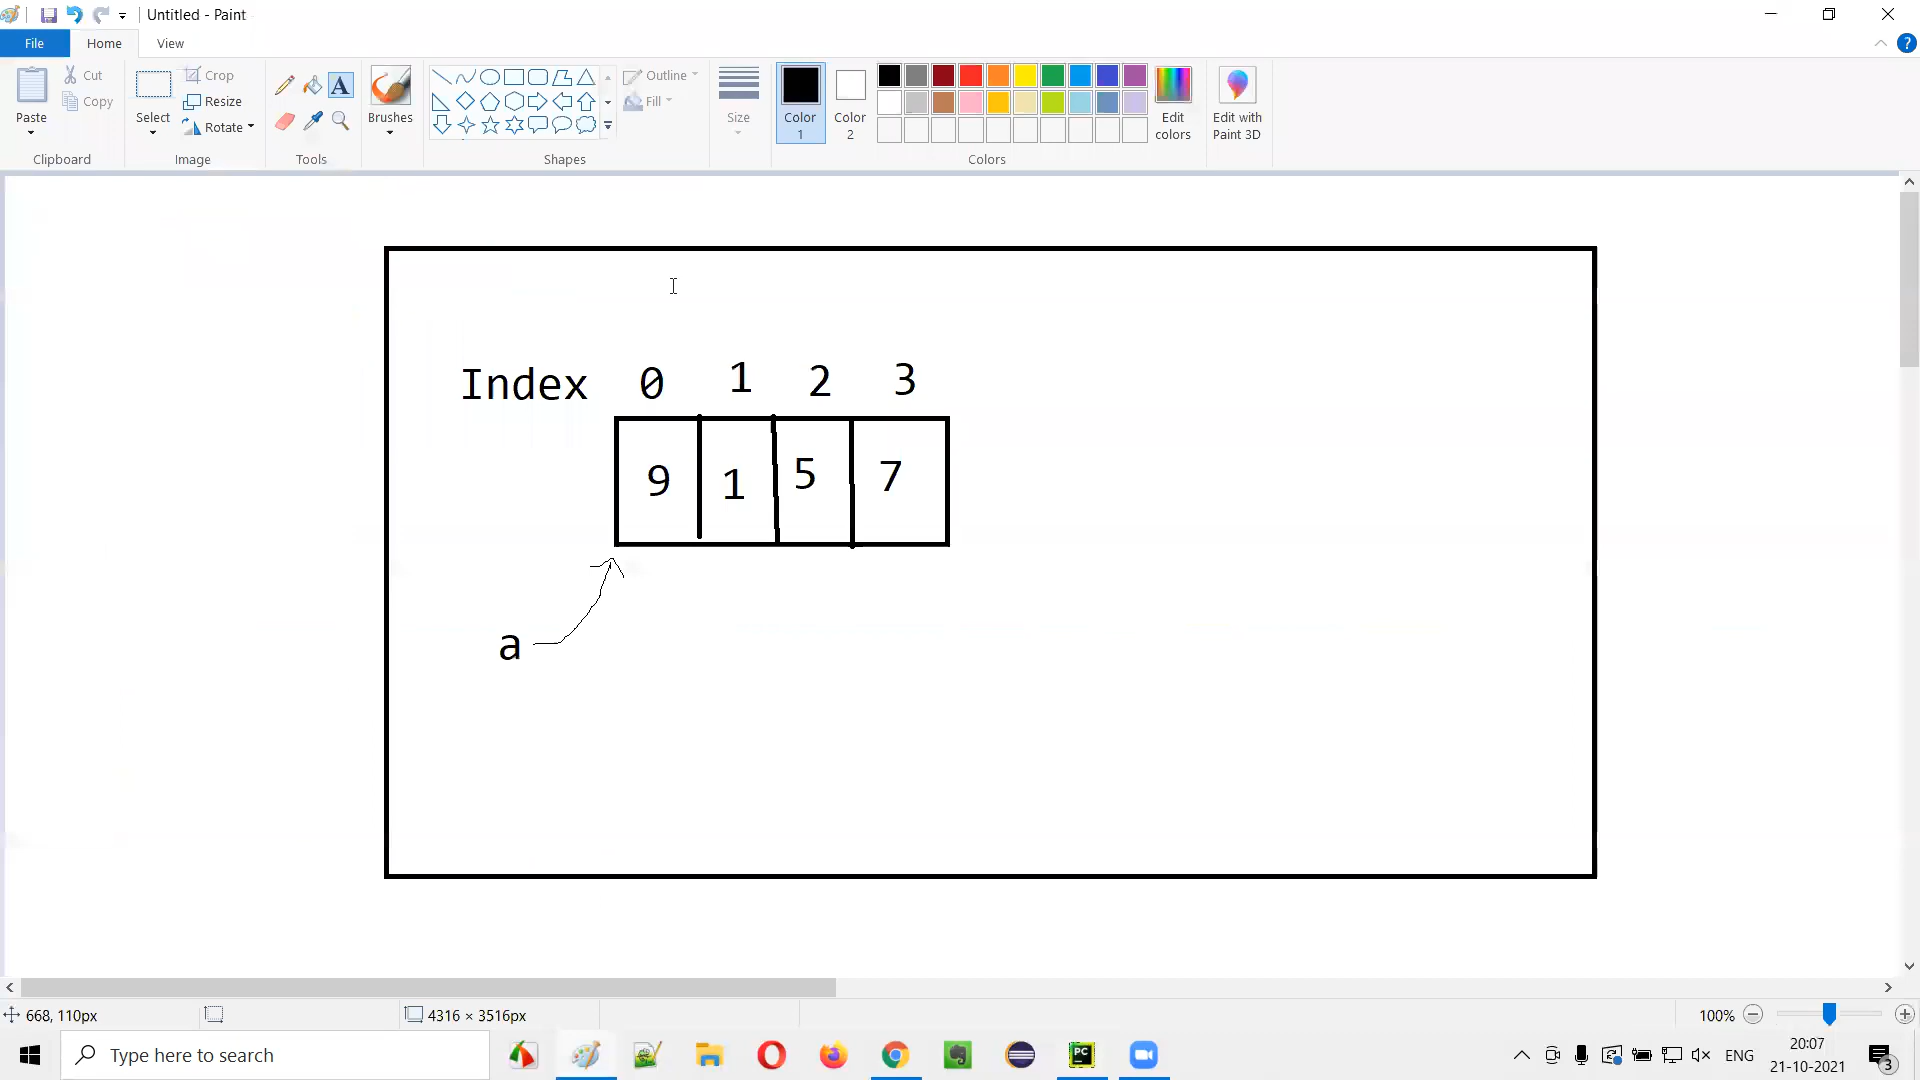 Untitled - Paint
File Home View
Cut
Copy
Paste
Clipboard
Select
Crop
Resize
Rotate
Image
A
Tools
Brushes
Shapes
Outline
Fill
Size
Color 1
Color 2
Colors
Edit colors
Edit with Paint 3D
?
Index 0 1 2 3
9 1 5 7
a
668, 110px
4316 × 3516px
100%
Type here to search
PC
ENG
20:07
21-10-2021
3